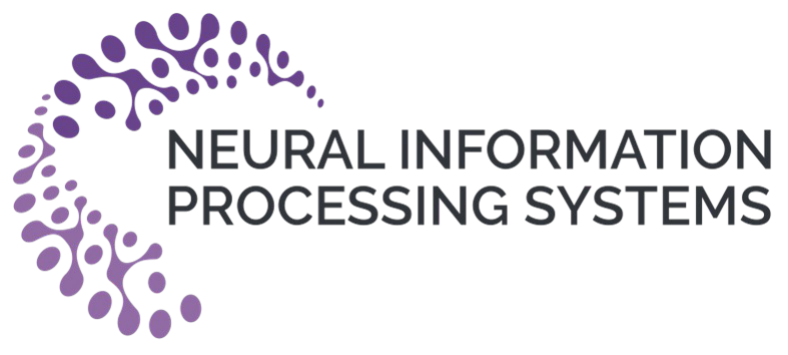 NEURAL INFORMATION
PROCESSING SYSTEMS